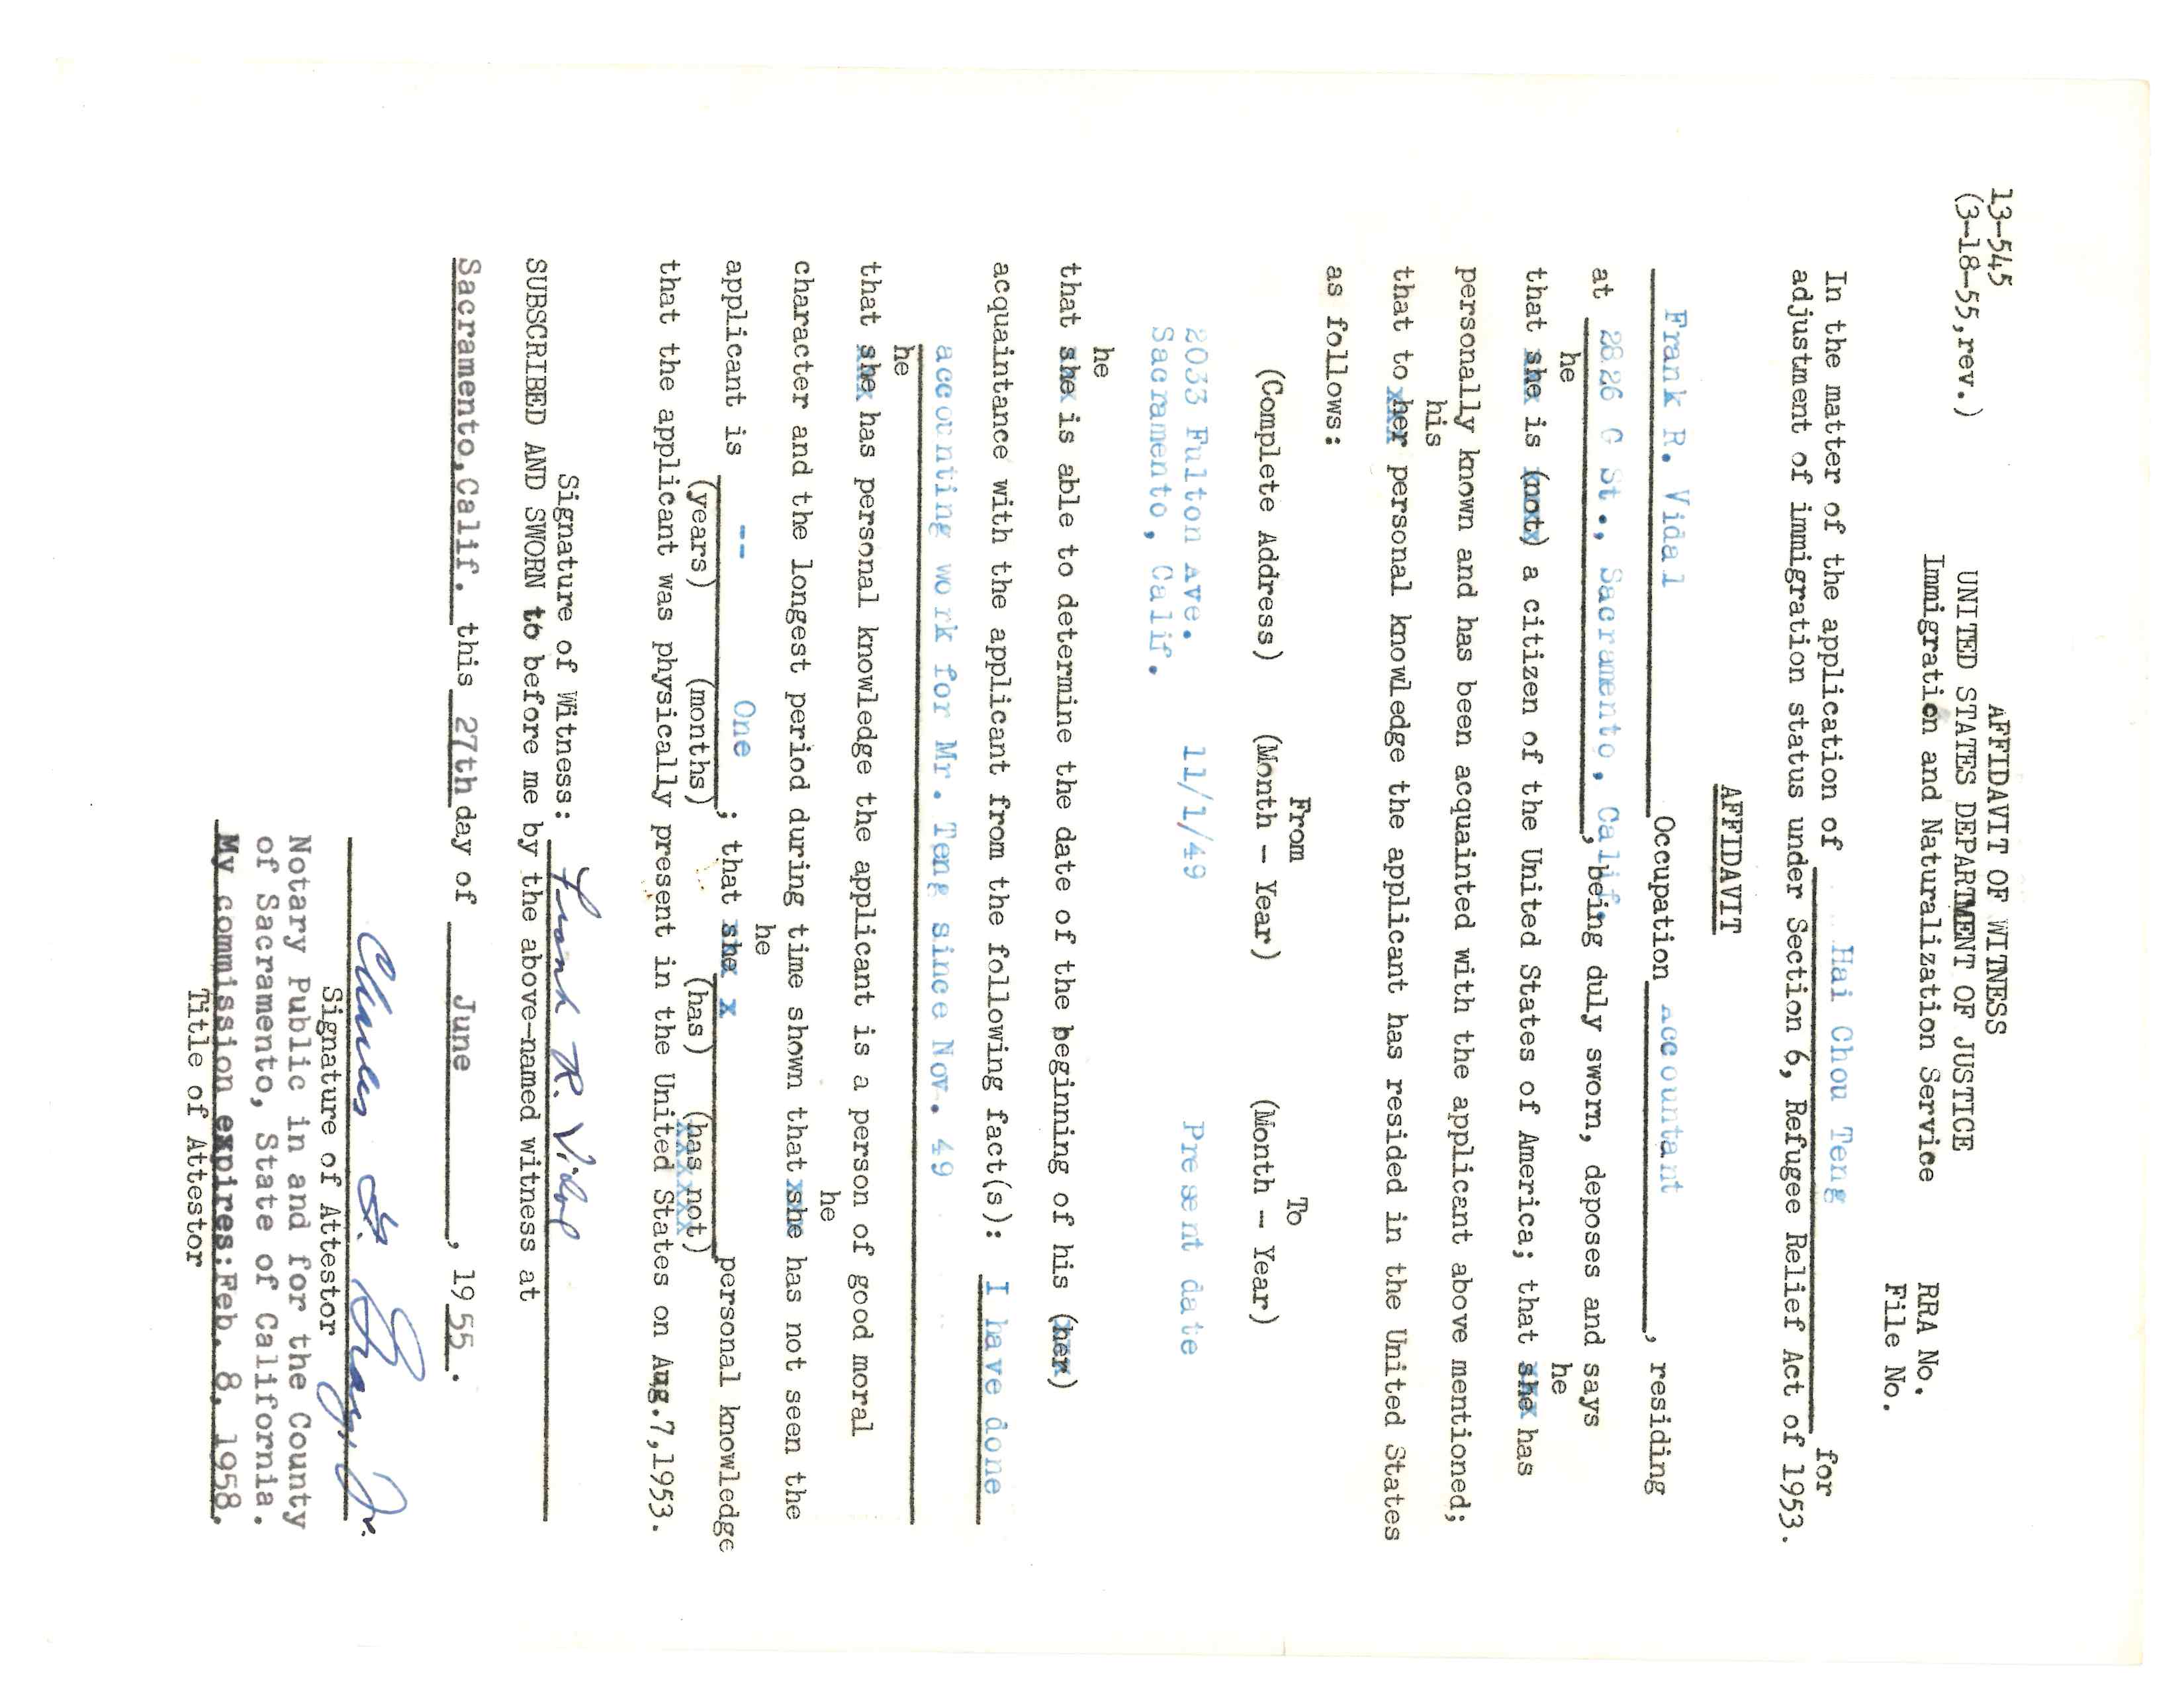 13-545
AFFIDAVIT OF WITNESS
(3-18-55,rev.)
UNITED STATES DEPARTMENT OF JUSTICE
Immigration and Naturalization Service
RRA No.
File No.
In the matter of the application of Hai Chou Teng for
adjustment of immigration status under Section 6, Refugee Relief Act of 1953.
AFFIDAVIT
Frank R. Vidal Occupation Accountant, residing
at 2826 G St., Sacramento, Calif., being duly sworn, deposes and says
he he
that she is (not) a citizen of the United States of America; that she has
personally known and has been acquainted with the applicant above mentioned;
his
that to her personal knowledge the applicant has resided in the United States
as follows:
From To
(Complete Address) (Month - Year) (Month - Year)
2033 Fulton Ave. 11/1/49 Present date
Sacramento, Calif.
he
that she is able to determine the date of the beginning of his (her)
acquaintance with the applicant from the following fact(s): I have done
accounting work for Mr. Teng since Nov. 49
he
that she has personal knowledge the applicant is a person of good moral
he
character and the longest period during time shown that she has not seen the
he
applicant is -- One ; that she x personal knowledge
(years) (months) (has) (has not)
that the applicant was physically present in the United States on Aug.7,1953.
Signature of Witness: Frank R. Vidal
SUBSCRIBED AND SWORN to before me by the above-named witness at
Sacramento,Calif. this 27th day of June, 1955.
Charles F. Gray, Jr.
Signature of Attestor
Notary Public in and for the County
of Sacramento, State of California.
My commission expires:Feb. 8, 1958.
Title of Attestor